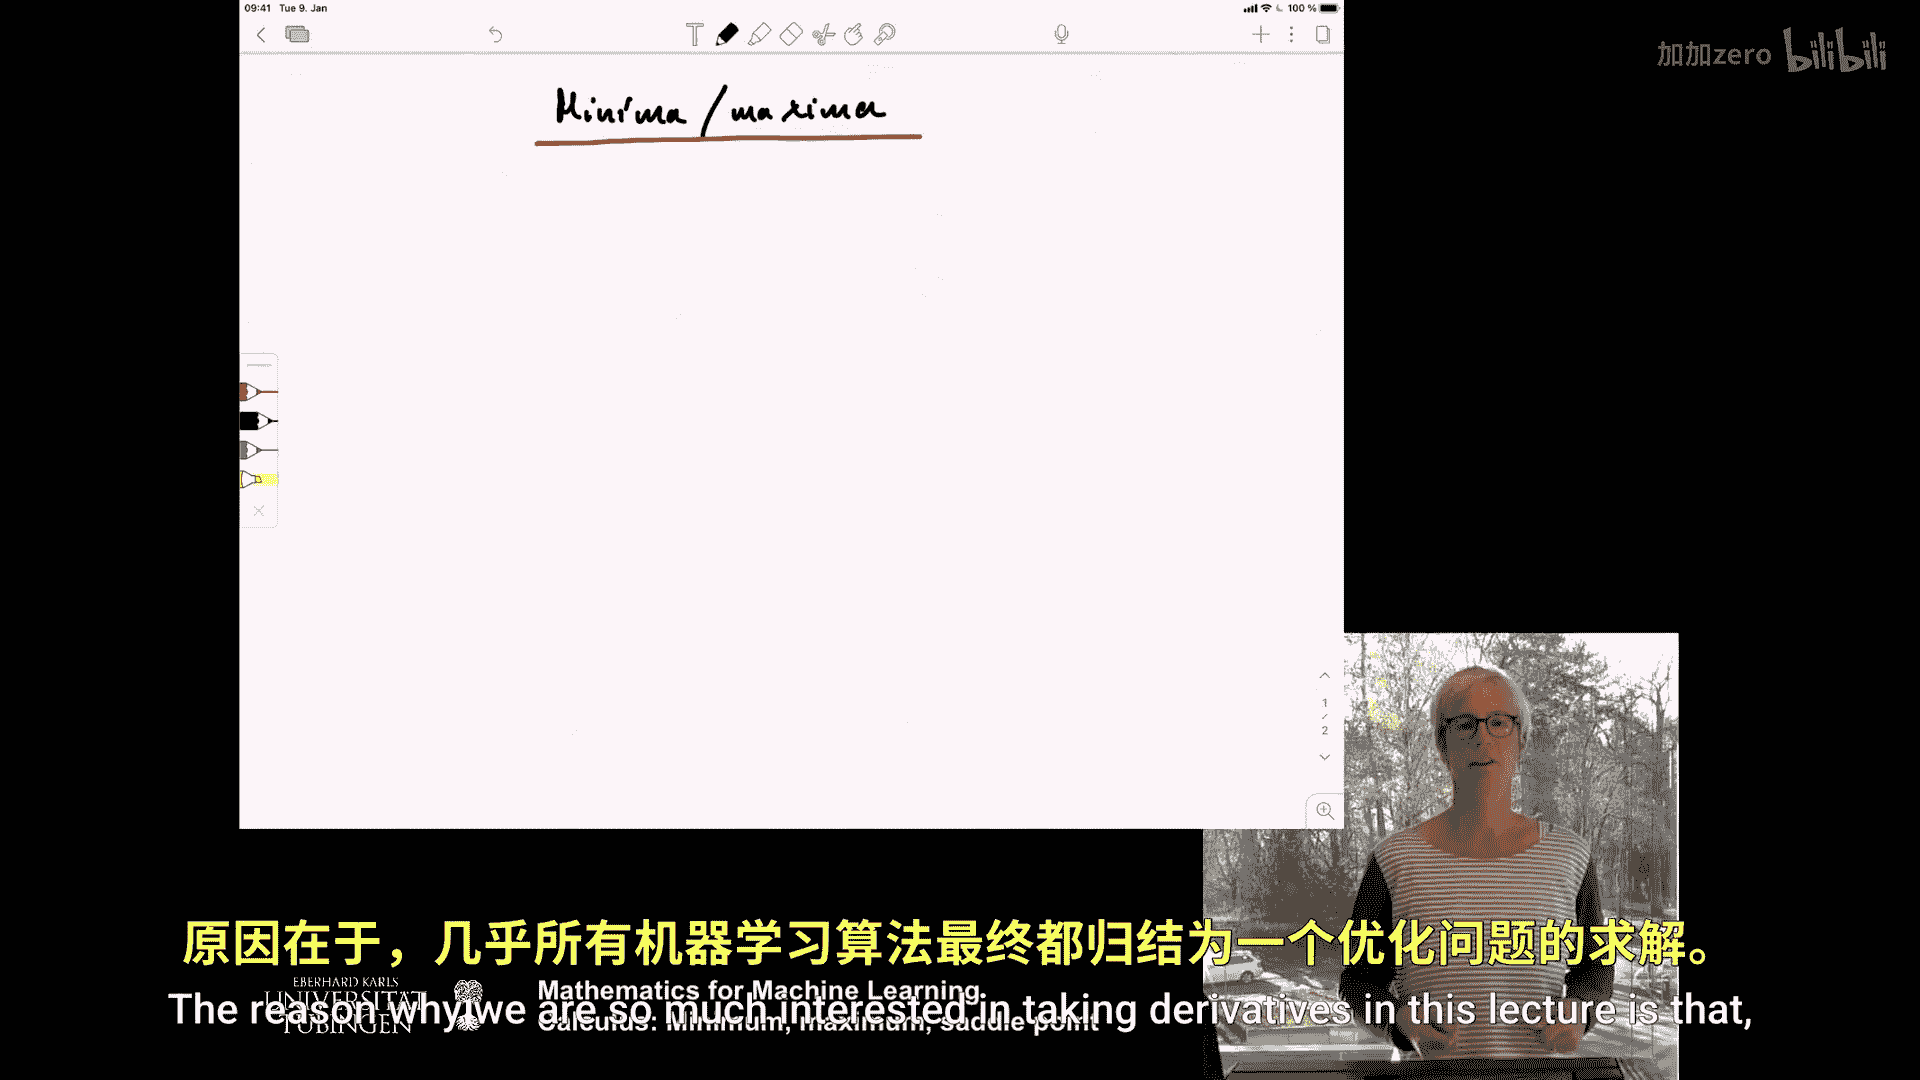 09:41 Tue 9. Jan
100 %
加加zero bilibili
Minima / maxima
1
2
原因在于，几乎所有机器学习算法最终都归结为一个优化问题的求解。
EBERHARD KARLS
UNIVERSITÄT
TÜBINGEN
Mathematics for Machine Learning,
Calculus: Minimum, maximum, saddle point
The reason why we are so much interested in taking derivatives in this lecture is that,